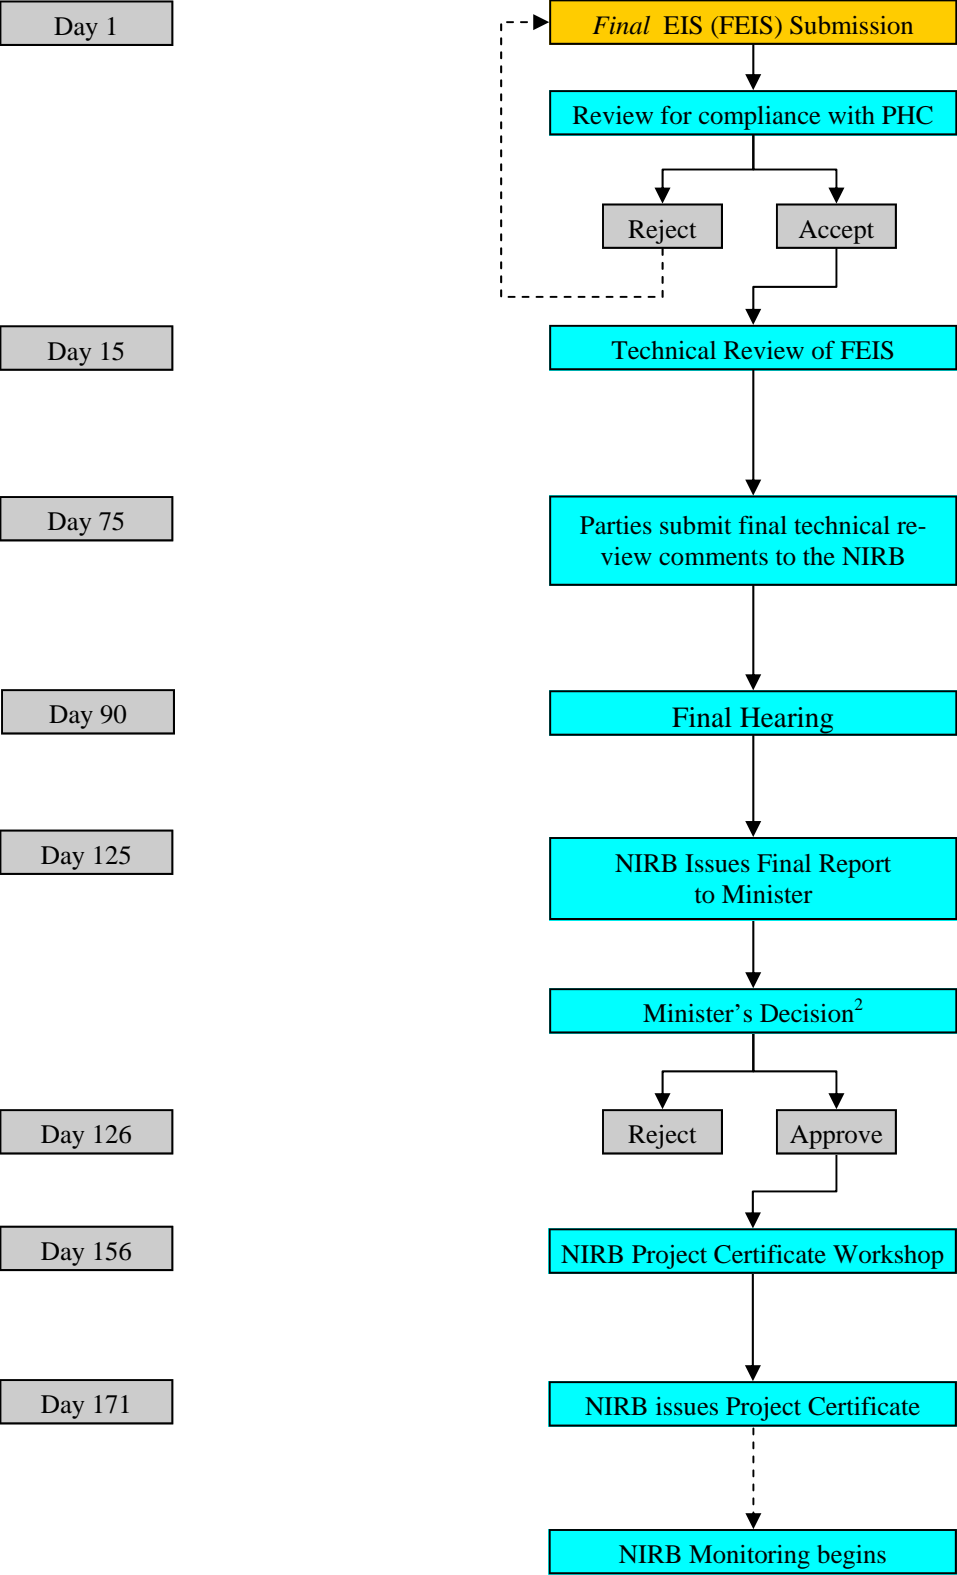 Day 1
Final EIS (FEIS) Submission
Review for compliance with PHC
Reject
Accept
Day 15
Technical Review of FEIS
Day 75
Parties submit final technical re-
view comments to the NIRB
Day 90
Final Hearing
Day 125
NIRB Issues Final Report
to Minister
Minister’s Decision2
Day 126
Reject
Approve
Day 156
NIRB Project Certificate Workshop
Day 171
NIRB issues Project Certificate
NIRB Monitoring begins